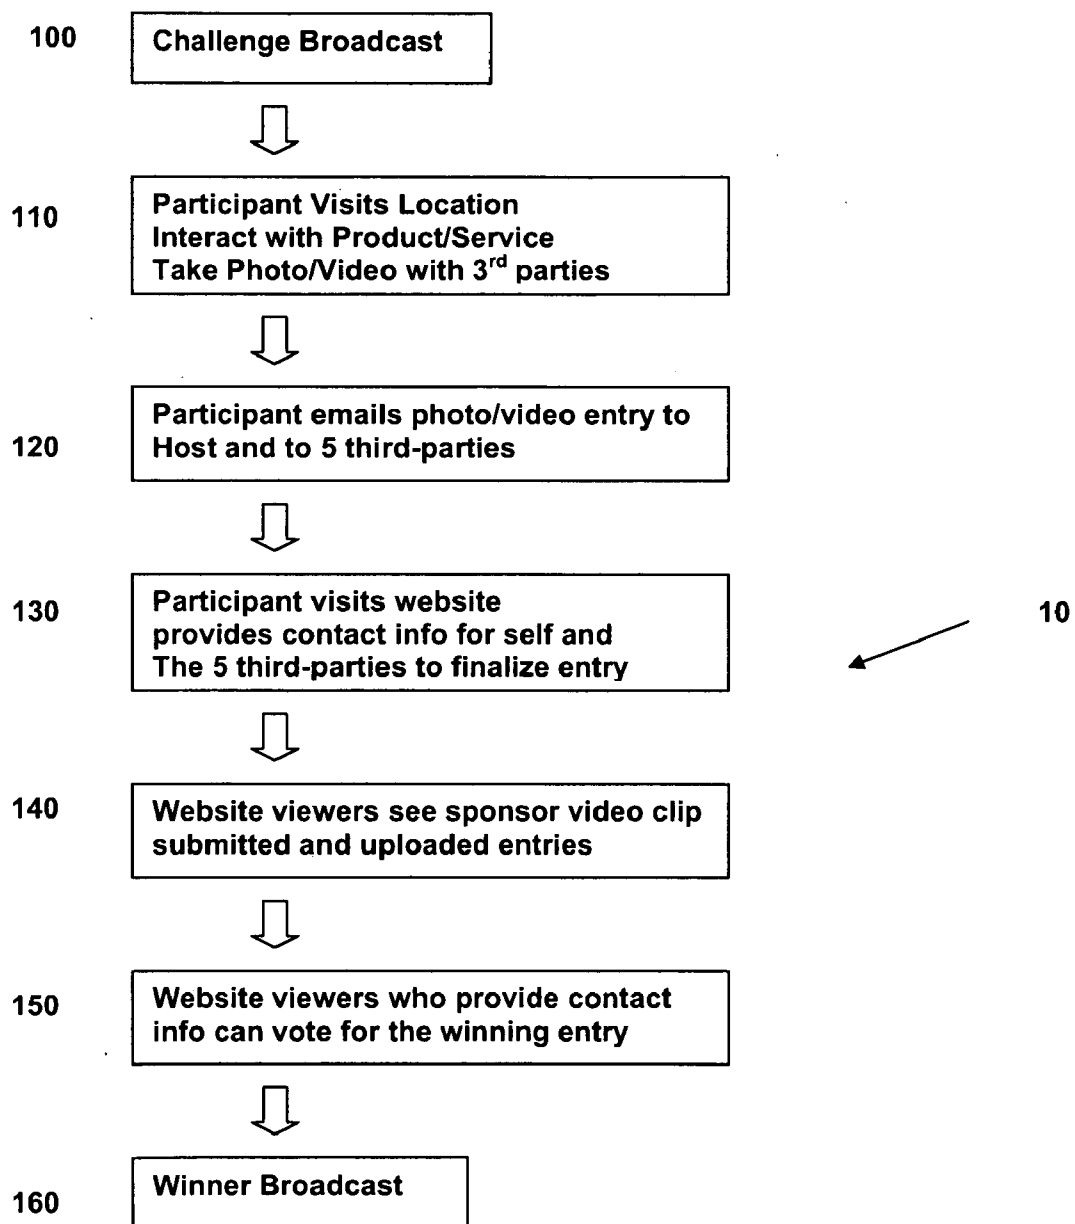 100
Challenge Broadcast
110
Participant Visits Location
Interact with Product/Service
Take Photo/Video with 3rd parties
120
Participant emails photo/video entry to
Host and to 5 third-parties
130
Participant visits website
provides contact info for self and
The 5 third-parties to finalize entry
10
140
Website viewers see sponsor video clip
submitted and uploaded entries
150
Website viewers who provide contact
info can vote for the winning entry
160
Winner Broadcast